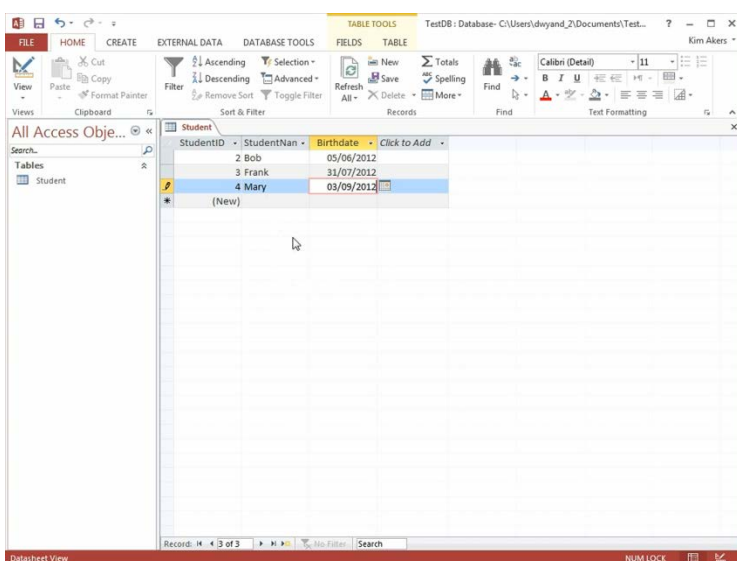 TABLE TOOLS TestDB : Database- C:\Users\dwyand_2\Documents\Test... ?
FILE HOME CREATE EXTERNAL DATA DATABASE TOOLS FIELDS TABLE Kim Akers
View Paste Cut Copy Format Painter
Filter Ascending Descending Remove Sort Selection Advanced Toggle Filter
Refresh All New Save Delete Totals Spelling More
Find
Calibri (Detail) 11
B I U
A
Views Clipboard Sort & Filter Records Find Text Formatting
All Access Obje...
Search...
Tables
Student
Student
StudentID StudentNan Birthdate Click to Add
2 Bob 05/06/2012
3 Frank 31/07/2012
4 Mary 03/09/2012
(New)
Record: 3 of 3 No Filter Search
Datasheet View NUM LOCK